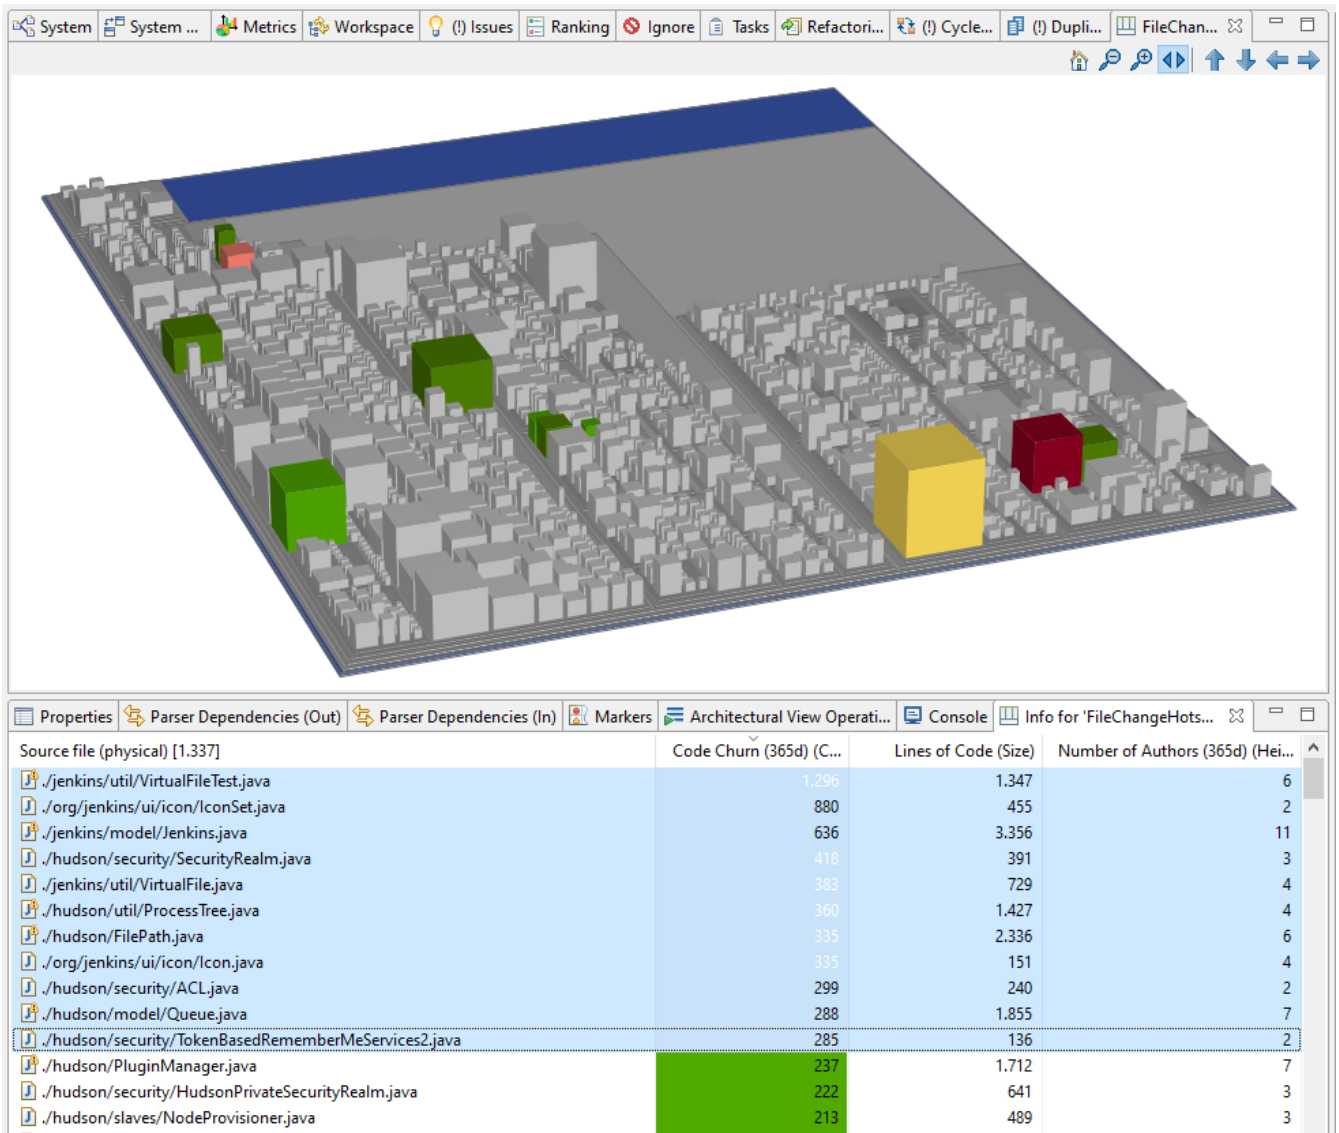 System System ... Metrics Workspace (!) Issues Ranking Ignore Tasks Refactori... (!) Cycle... (!) Dupli... FileChan...
Properties Parser Dependencies (Out) Parser Dependencies (In) Markers Architectural View Operati... Console Info for 'FileChangeHots...
Source file (physical) [1.337] Code Churn (365d) (C... Lines of Code (Size) Number of Authors (365d) (Hei...
./jenkins/util/VirtualFileTest.java 1.296 1.347 6
./org/jenkins/ui/icon/IconSet.java 880 455 2
./jenkins/model/Jenkins.java 636 3.356 11
./hudson/security/SecurityRealm.java 418 391 3
./jenkins/util/VirtualFile.java 383 729 4
./hudson/util/ProcessTree.java 360 1.427 4
./hudson/FilePath.java 335 2.336 6
./org/jenkins/ui/icon/Icon.java 335 151 4
./hudson/security/ACL.java 299 240 2
./hudson/model/Queue.java 288 1.855 7
./hudson/security/TokenBasedRememberMeServices2.java 285 136 2
./hudson/PluginManager.java 237 1.712 7
./hudson/security/HudsonPrivateSecurityRealm.java 222 641 3
./hudson/slaves/NodeProvisioner.java 213 489 3